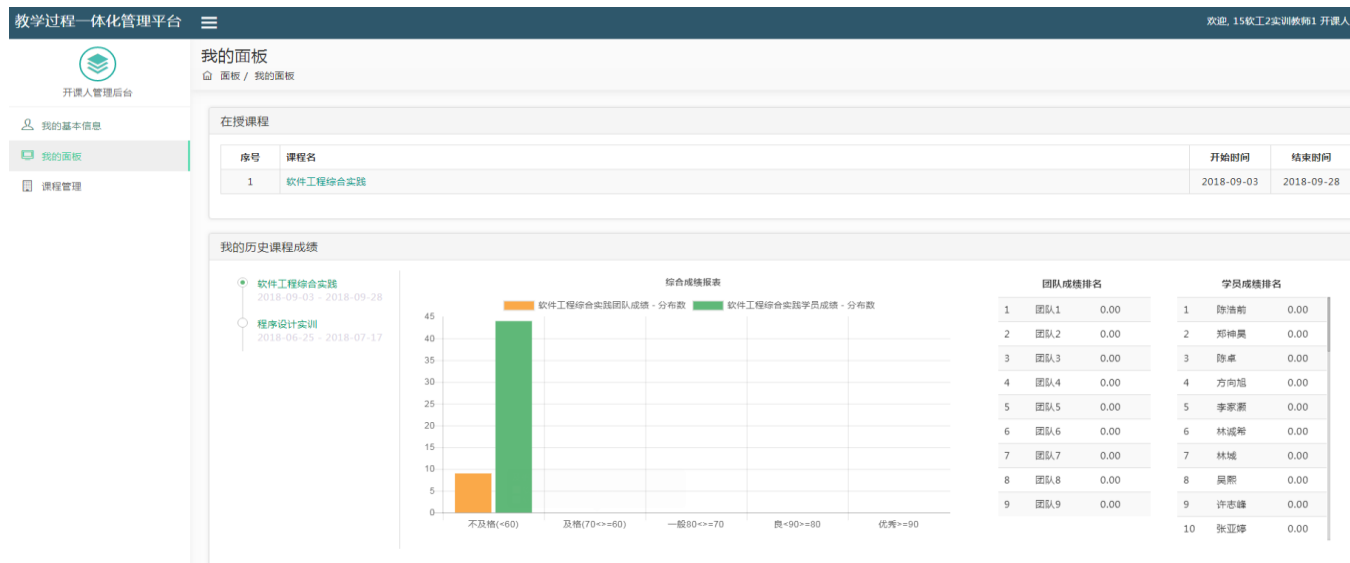 教学过程一体化管理平台
欢迎, 15软工2实训教师1 开课人
开课人管理后台
我的基本信息
我的面板
课程管理
我的面板
面板 / 我的面板
在授课程
序号 课程名 开始时间 结束时间
1 软件工程综合实践 2018-09-03 2018-09-28
我的历史课程成绩
软件工程综合实践
2018-09-03 - 2018-09-28
程序设计实训
2018-06-25 - 2018-07-17
综合成绩报表
软件工程综合实践团队成绩 - 分布数 软件工程综合实践学员成绩 - 分布数
45
40
35
30
25
20
15
10
5
0
不及格(<60) 及格(70<>=60) 一般80<>=70 良<90>=80 优秀>=90
团队成绩排名
1 团队1 0.00
2 团队2 0.00
3 团队3 0.00
4 团队4 0.00
5 团队5 0.00
6 团队6 0.00
7 团队7 0.00
8 团队8 0.00
9 团队9 0.00
学员成绩排名
1 陈浩前 0.00
2 郑神昊 0.00
3 陈卓 0.00
4 方向旭 0.00
5 李家灏 0.00
6 林诚希 0.00
7 林城 0.00
8 吴熙 0.00
9 许志峰 0.00
10 张亚婷 0.00